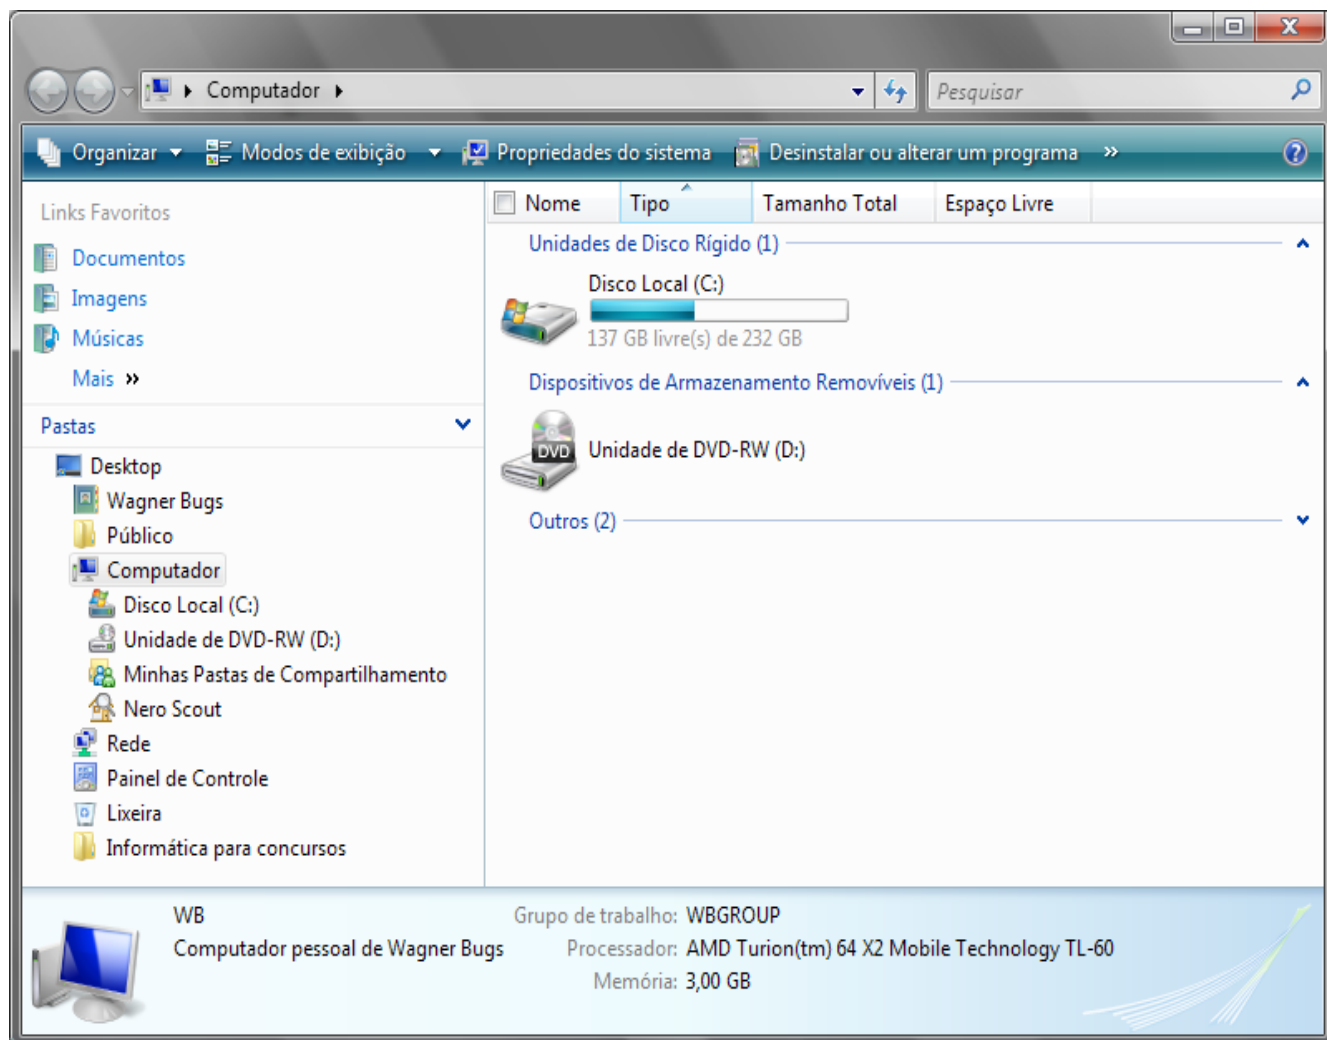 Computador
Pesquisar
Organizar Modos de exibição Propriedades do sistema Desinstalar ou alterar um programa »
Links Favoritos
Documentos
Imagens
Músicas
Mais »
Pastas
Desktop
Wagner Bugs
Público
Computador
Disco Local (C:)
Unidade de DVD-RW (D:)
Minhas Pastas de Compartilhamento
Nero Scout
Rede
Painel de Controle
Lixeira
Informática para concursos
Nome Tipo Tamanho Total Espaço Livre
Unidades de Disco Rígido (1)
Disco Local (C:)
137 GB livre(s) de 232 GB
Dispositivos de Armazenamento Removíveis (1)
DVD
Unidade de DVD-RW (D:)
Outros (2)
WB
Computador pessoal de Wagner Bugs
Grupo de trabalho: WBGROUP
Processador: AMD Turion(tm) 64 X2 Mobile Technology TL-60
Memória: 3,00 GB